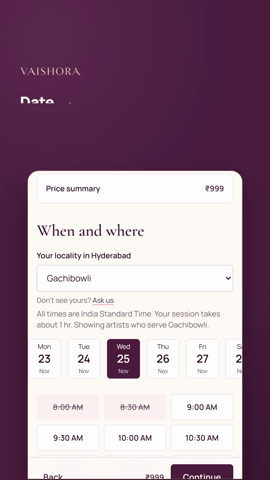 VAISHORA
Date
Price summary ₹999
When and where
Your locality in Hyderabad
Gachibowli
Don't see yours? Ask us
All times are India Standard Time. Your session takes
about 1 hr. Showing artists who serve Gachibowli.
Mon Tue Wed Thu Fri
23 24 25 26 27 2
Nov Nov Nov Nov Nov
8:00 AM 8:30 AM 9:00 AM
9:30 AM 10:00 AM 10:30 AM
Back ₹999 Continue